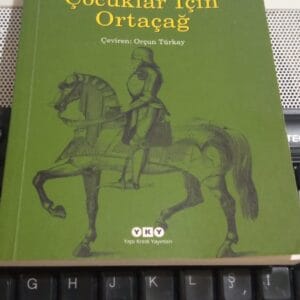 Çocuklar İçin
Ortaçağ
Çeviren: Orçun Türkay
YKY
Yapı Kredi Yayınları
G H J K L Ş İ